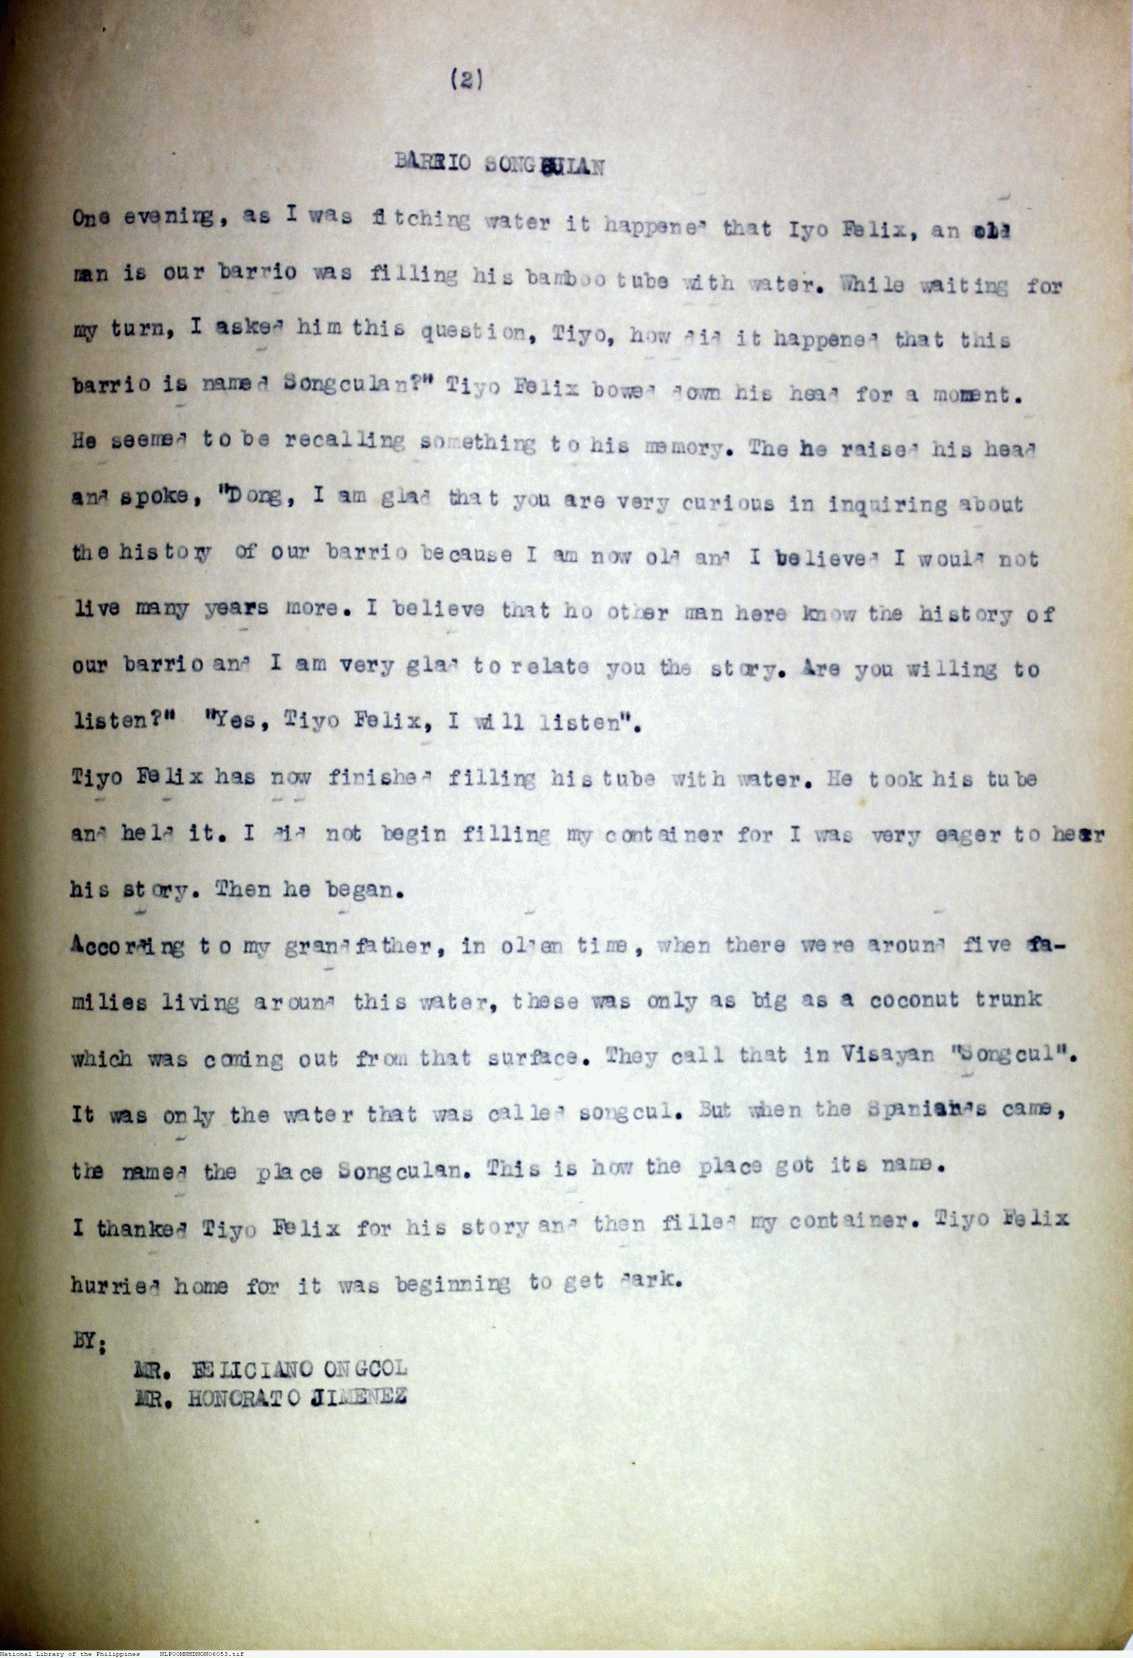 (2)
BARRIO SONGCULAN
One evening, as I was fitching water it happened that Iyo Felix, an old
man is our barrio was filling his bamboo tube with water. While waiting for
my turn, I asked him this question, Tiyo, how did it happened that this
barrio is named Songculan?" Tiyo Felix bowed down his head for a moment.
He seemed to be recalling something to his memory. The he raised his head
and spoke, "Dong, I am glad that you are very curious in inquiring about
the history of our barrio because I am now old and I believed I would not
live many years more. I believe that ho other man here know the history of
our barrio and I am very glad to relate you the story. Are you willing to
listen?" "Yes, Tiyo Felix, I will listen".
Tiyo Felix has now finished filling his tube with water. He took his tube
and held it. I did not begin filling my container for I was very eager to hear
his story. Then he began.
According to my grandfather, in olden time, when there were around five fa-
milies living around this water, these was only as big as a coconut trunk
which was coming out from that surface. They call that in Visayan "Songcul".
It was only the water that was called songcul. But when the Spaniards came,
the named the place Songculan. This is how the place got its name.
I thanked Tiyo Felix for his story and then filled my container. Tiyo Felix
hurried home for it was beginning to get dark.
BY;
MR. FELICIANO ONGCOL
MR. HONORATO JIMENEZ
National Library of the Philippines